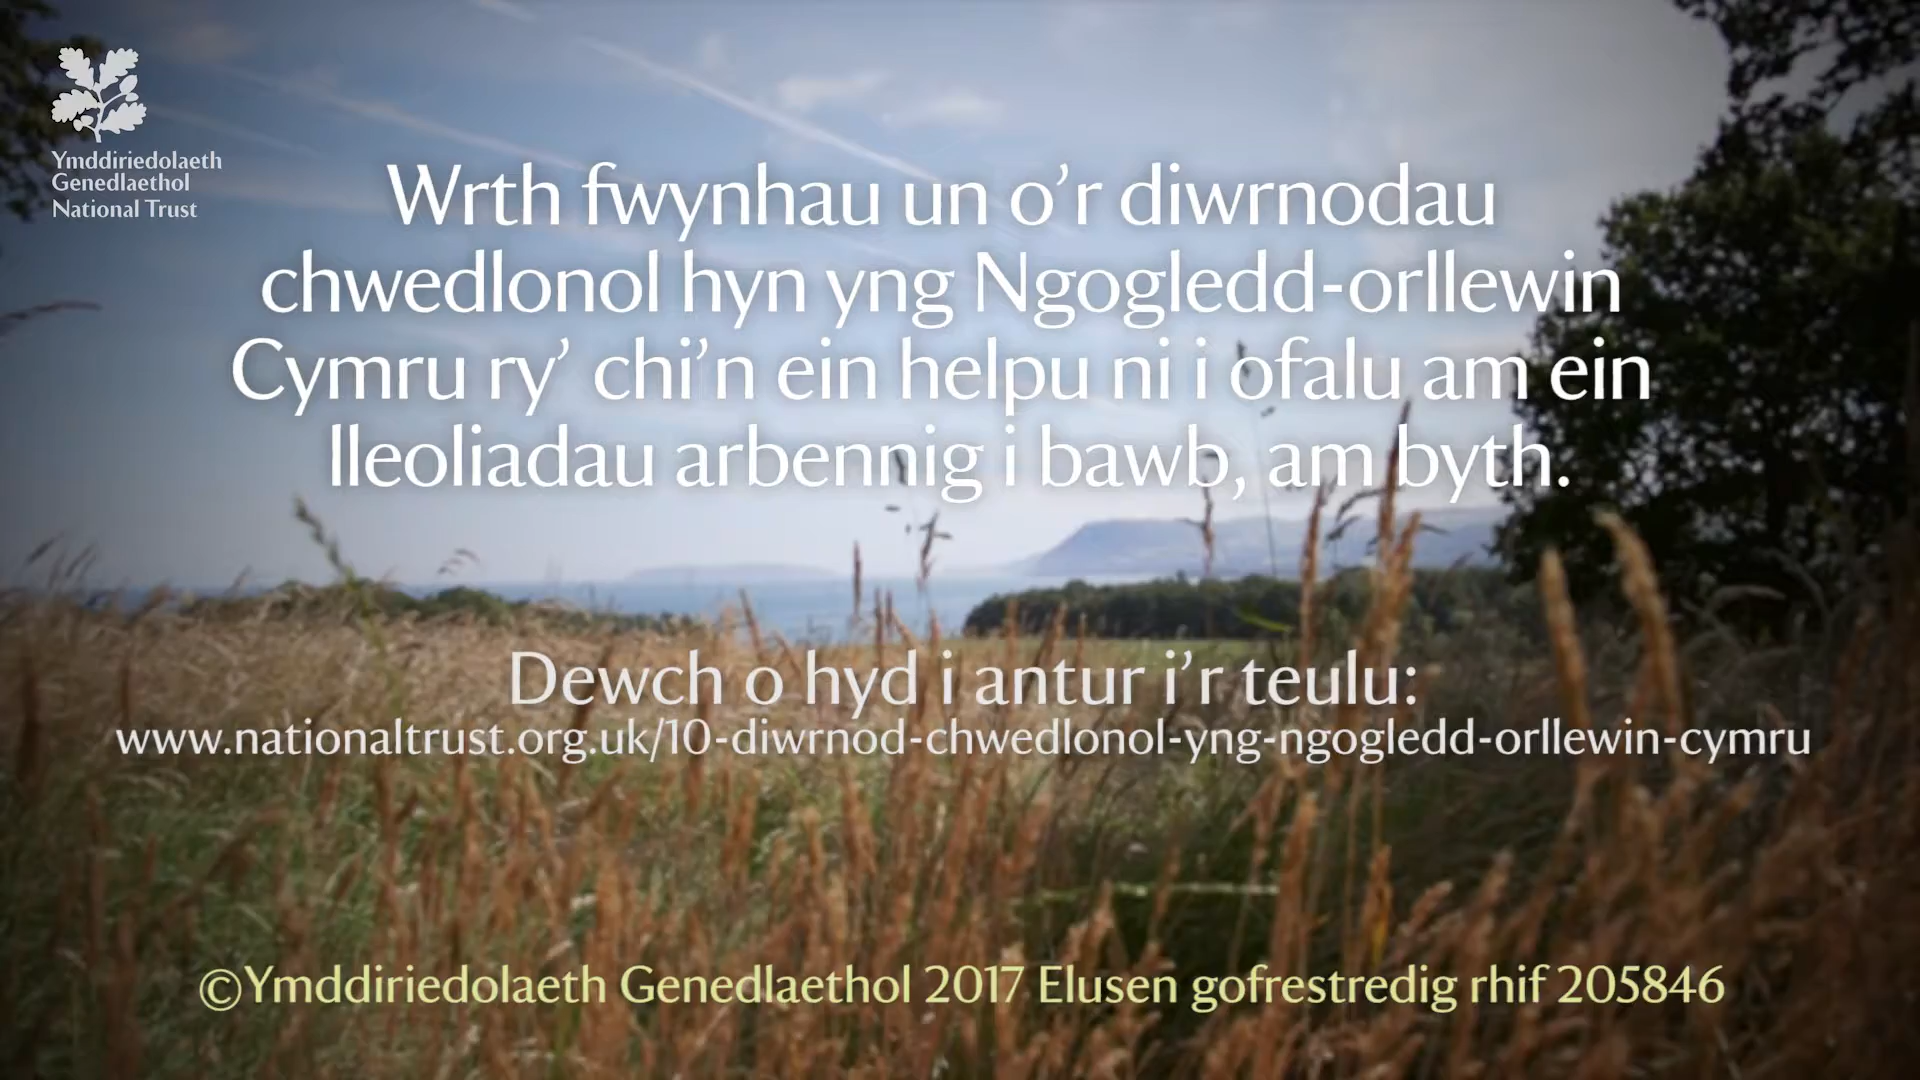 Ymddiriedolaeth
Genedlaethol
National Trust
Wrth fwynhau un o’r diwrnodau
chwedlonol hyn yng Ngogledd-orllewin
Cymru ry’ chi’n ein helpu ni i ofalu am ein
lleoliadau arbennig i bawb, am byth.
Dewch o hyd i antur i’r teulu:
www.nationaltrust.org.uk/10-diwrnod-chwedlonol-yng-ngogledd-orllewin-cymru
©Ymddiriedolaeth Genedlaethol 2017 Elusen gofrestredig rhif 205846